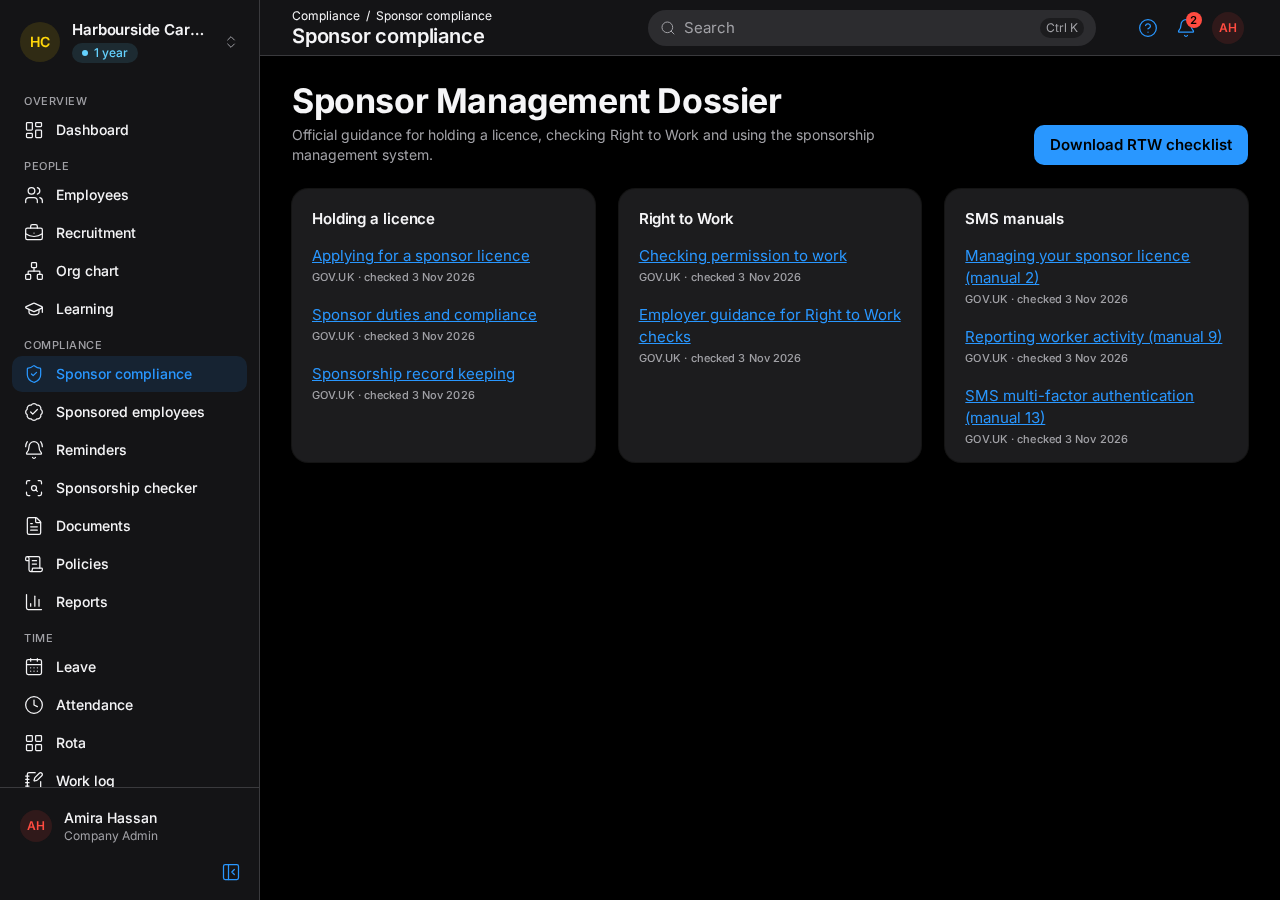 HC
Harbourside Car...
1 year
OVERVIEW
Dashboard
PEOPLE
Employees
Recruitment
Org chart
Learning
COMPLIANCE
Sponsor compliance
Sponsored employees
Reminders
Sponsorship checker
Documents
Policies
Reports
TIME
Leave
Attendance
Rota
Work log
AH
Amira Hassan
Company Admin
Compliance / Sponsor compliance
Sponsor compliance
Search
Ctrl K
2
AH
Sponsor Management Dossier
Official guidance for holding a licence, checking Right to Work and using the sponsorship
management system.
Download RTW checklist
Holding a licence
Applying for a sponsor licence
GOV.UK · checked 3 Nov 2026
Sponsor duties and compliance
GOV.UK · checked 3 Nov 2026
Sponsorship record keeping
GOV.UK · checked 3 Nov 2026
Right to Work
Checking permission to work
GOV.UK · checked 3 Nov 2026
Employer guidance for Right to Work
checks
GOV.UK · checked 3 Nov 2026
SMS manuals
Managing your sponsor licence
(manual 2)
GOV.UK · checked 3 Nov 2026
Reporting worker activity (manual 9)
GOV.UK · checked 3 Nov 2026
SMS multi-factor authentication
(manual 13)
GOV.UK · checked 3 Nov 2026